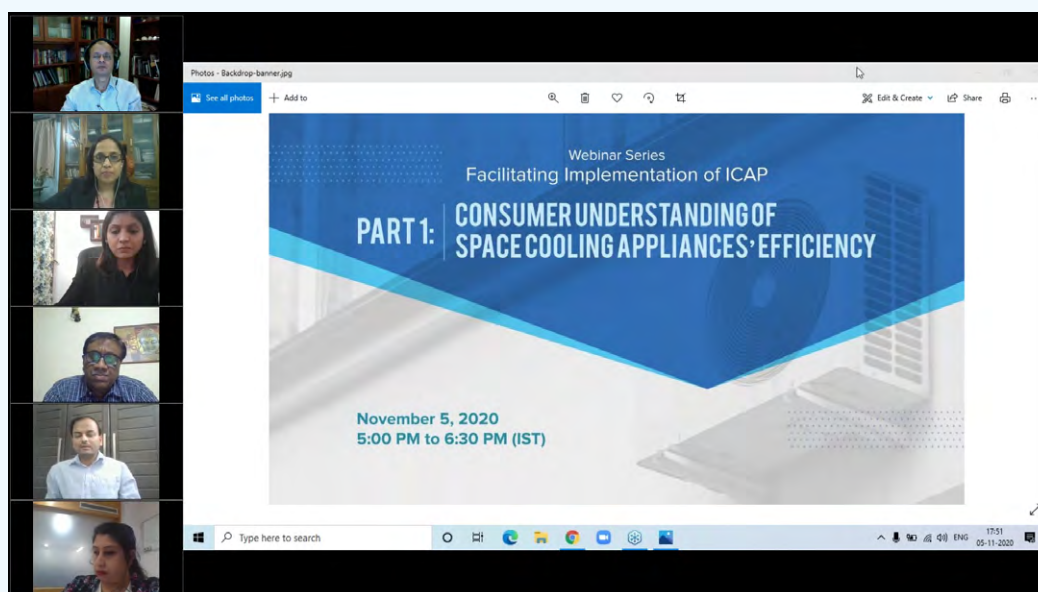 Photos - Backdrop-banner.jpg
See all photos
Add to
Edit & Create
Share
Webinar Series
Facilitating Implementation of ICAP
PART 1:
CONSUMER UNDERSTANDING OF
SPACE COOLING APPLIANCES' EFFICIENCY
November 5, 2020
5:00 PM to 6:30 PM (IST)
Type here to search
ENG
17:51
05-11-2020